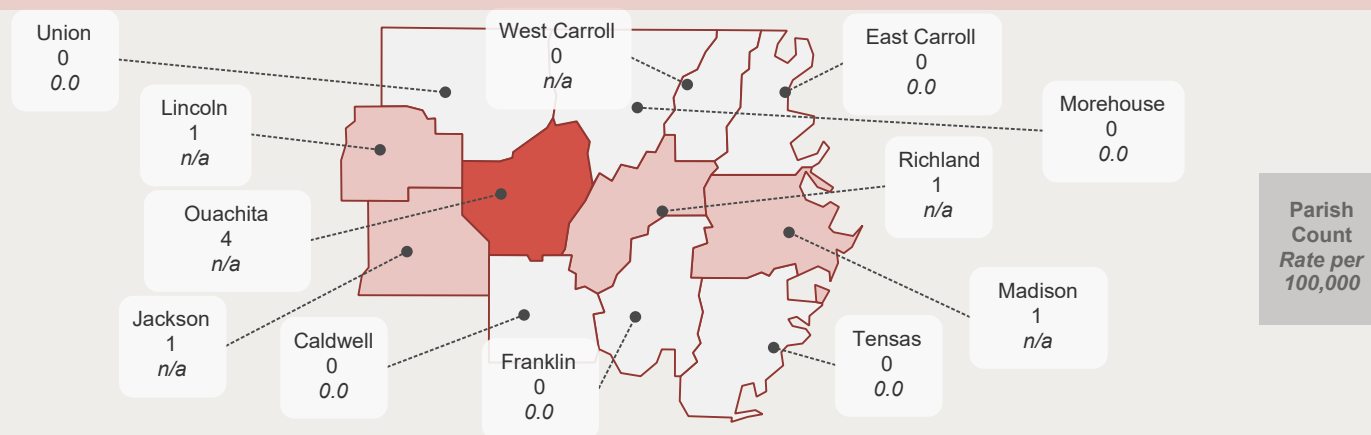 Union
0
0.0
West Carroll
0
n/a
East Carroll
0
0.0
Lincoln
1
n/a
Morehouse
0
0.0
Richland
1
n/a
Ouachita
4
n/a
Parish
Count
Rate per
100,000
Jackson
1
n/a
Caldwell
0
0.0
Franklin
0
0.0
Tensas
0
0.0
Madison
1
n/a